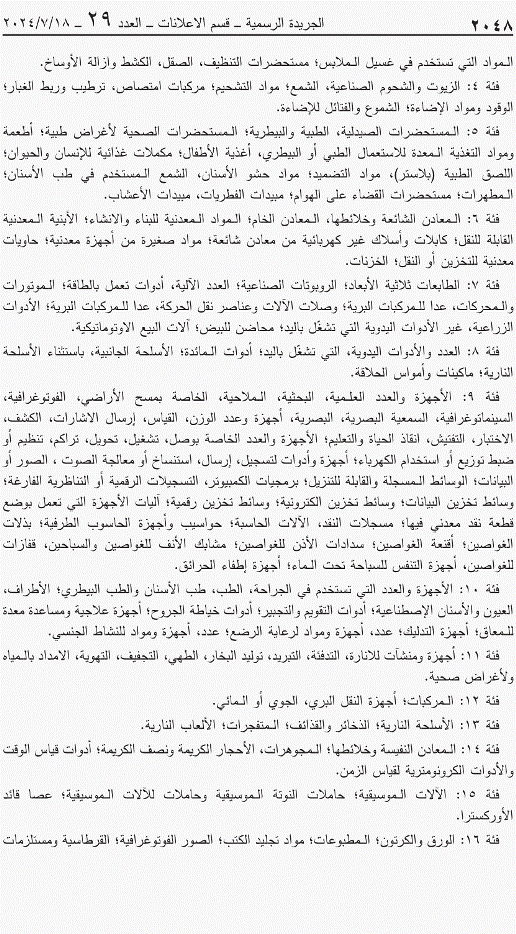 ٢٠٤٨ الجريدة الرسمية ـ قسم الاعلانات ـ العدد ٢٩ ـ ٢٠٢٤/٧/١٨
المواد التي تستخدم في غسيل الملابس؛ مستحضرات التنظيف، الصقل، الكشط وازالة الأوساخ.
فئة ٤: الزيوت والشحوم الصناعية، الشمع؛ مواد التشحيم؛ مركبات امتصاص، ترطيب وربط الغبار؛
الوقود ومواد الإضاءة؛ الشموع والفتائل للإضاءة.
فئة ٥: المستحضرات الصيدلية، الطبية والبيطرية؛ المستحضرات الصحية لأغراض طبية؛ أطعمة
ومواد التغذية المعدة للاستعمال الطبي أو البيطري، أغذية الأطفال؛ مكملات غذائية للإنسان والحيوان؛
اللصق الطبية (بلاستر)، مواد التضميد؛ مواد حشو الأسنان، الشمع المستخدم في طب الأسنان؛
المطهرات؛ مستحضرات القضاء على الهوام؛ مبيدات الفطريات، مبيدات الأعشاب.
فئة ٦: المعادن الشائعة وخلائطها، المعادن الخام؛ المواد المعدنية للبناء والانشاء؛ الأبنية المعدنية
القابلة للنقل؛ كابلات وأسلاك غير كهربائية من معادن شائعة؛ مواد صغيرة من أجهزة معدنية؛ حاويات
معدنية للتخزين أو النقل؛ الخزنات.
فئة ٧: الطابعات ثلاثية الأبعاد؛ الروبوتات الصناعية؛ العدد الآلية، أدوات تعمل بالطاقة؛ الموتورات
والمحركات، عدا للمركبات البرية؛ وصلات الآلات وعناصر نقل الحركة، عدا للمركبات البرية؛ الأدوات
الزراعية، غير الأدوات اليدوية التي تشغّل باليد؛ محاضن للبيض؛ آلات البيع الاوتوماتيكية.
فئة ٨: العدد والأدوات اليدوية، التي تشغّل باليد؛ أدوات المائدة؛ الأسلحة الجانبية، باستثناء الأسلحة
النارية؛ ماكينات وأمواس الحلاقة.
فئة ٩: الأجهزة والعدد العلمية، البحثية، الملاحية، الخاصة بمسح الأراضي، الفوتوغرافية،
السينماتوغرافية، السمعية البصرية، البصرية، أجهزة وعدد الوزن، القياس، إرسال الاشارات، الكشف،
الاختبار، التفتيش، انقاذ الحياة والتعليم؛ الأجهزة والعدد الخاصة بوصل، تشغيل، تحويل، تراكم، تنظيم أو
ضبط توزيع أو استخدام الكهرباء؛ أجهزة وأدوات لتسجيل، إرسال، استنساخ أو معالجة الصوت ، الصور أو
البيانات؛ الوسائط المسجلة والقابلة للتنزيل؛ برمجيات الكمبيوتر، التسجيلات الرقمية أو التناظرية الفارغة؛
وسائط تخزين البيانات؛ وسائط تخزين الكترونية؛ وسائط تخزين رقمية؛ آليات الأجهزة التي تعمل بوضع
قطعة نقد معدني فيها؛ مسجلات النقد، الآلات الحاسبة؛ حواسيب وأجهزة الحاسوب الطرفية؛ بذلات
الغواصين؛ أقنعة الغواصين؛ سدادات الأذن للغواصين؛ مشابك الأنف للغواصين والسباحين، قفازات
للغواصين، أجهزة التنفس للسباحة تحت الماء؛ أجهزة إطفاء الحرائق.
فئة ١٠: الأجهزة والعدد التي تستخدم في الجراحة، الطب، طب الأسنان والطب البيطري؛ الأطراف،
العيون والأسنان الإصطناعية؛ أدوات التقويم والتجبير؛ أدوات خياطة الجروح؛ أجهزة علاجية ومساعدة معدة
للمعاق؛ أجهزة التدليك؛ عدد، أجهزة ومواد لرعاية الرضع؛ عدد، أجهزة ومواد للنشاط الجنسي.
فئة ١١: أجهزة ومنشآت للانارة، التدفئة، التبريد، توليد البخار، الطهي، التجفيف، التهوية، الامداد بالمياه
ولأغراض صحية.
فئة ١٢: المركبات؛ أجهزة النقل البري، الجوي أو المائي.
فئة ١٣: الأسلحة النارية؛ الذخائر والقذائف؛ المتفجرات؛ الألعاب النارية.
فئة ١٤: المعادن النفيسة وخلائطها؛ المجوهرات، الأحجار الكريمة ونصف الكريمة؛ أدوات قياس الوقت
والأدوات الكرونومترية لقياس الزمن.
فئة ١٥: الآلات الموسيقية؛ حاملات النوتة الموسيقية وحاملات للآلات الموسيقية؛ عصا قائد
الأوركسترا.
فئة ١٦: الورق والكرتون؛ المطبوعات؛ مواد تجليد الكتب؛ الصور الفوتوغرافية؛ القرطاسية ومستلزمات